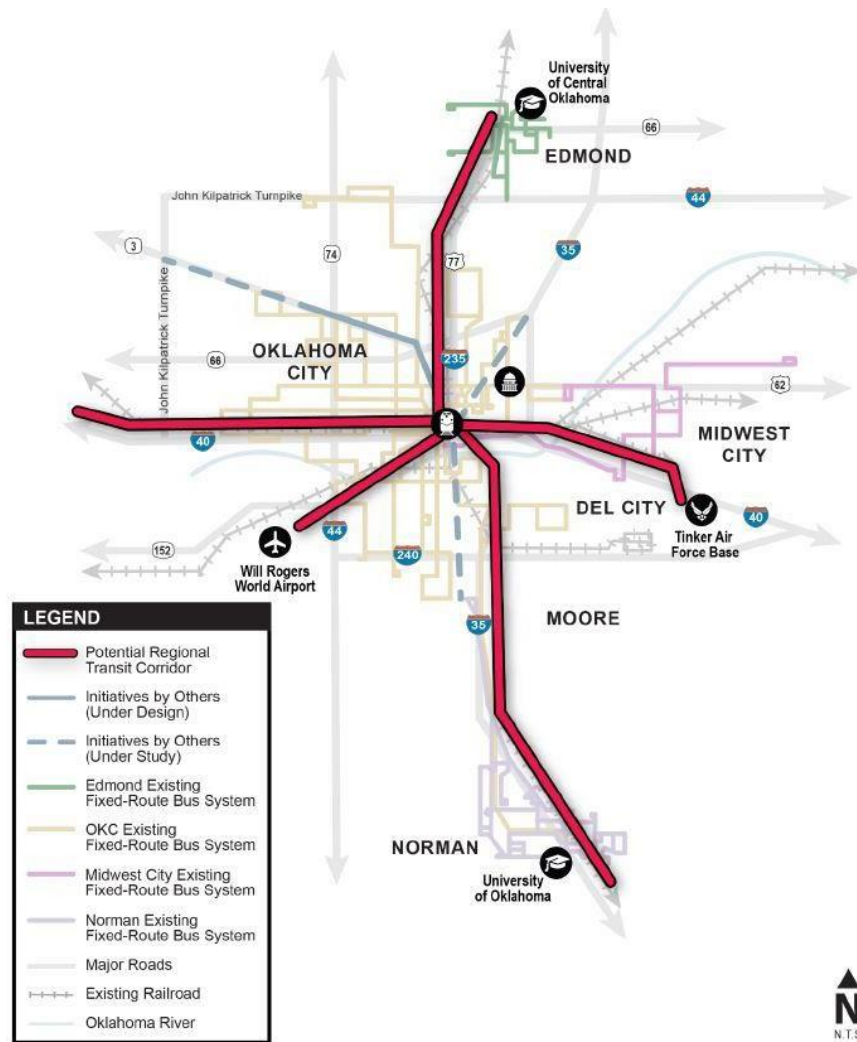 University
of Central
Oklahoma
66
EDMOND
John Kilpatrick Turnpike
44
3
74
77
35
John Kilpatrick Turnpike
OKLAHOMA
CITY
66
235
62
MIDWEST
CITY
40
DEL CITY
40
Tinker Air
Force Base
44
152
240
Will Rogers
World Airport
35
MOORE
LEGEND
Potential Regional
Transit Corridor
Initiatives by Others
(Under Design)
Initiatives by Others
(Under Study)
Edmond Existing
Fixed-Route Bus System
OKC Existing
Fixed-Route Bus System
Midwest City Existing
Fixed-Route Bus System
Norman Existing
Fixed-Route Bus System
Major Roads
Existing Railroad
Oklahoma River
NORMAN
University
of Oklahoma
N
N.T.S